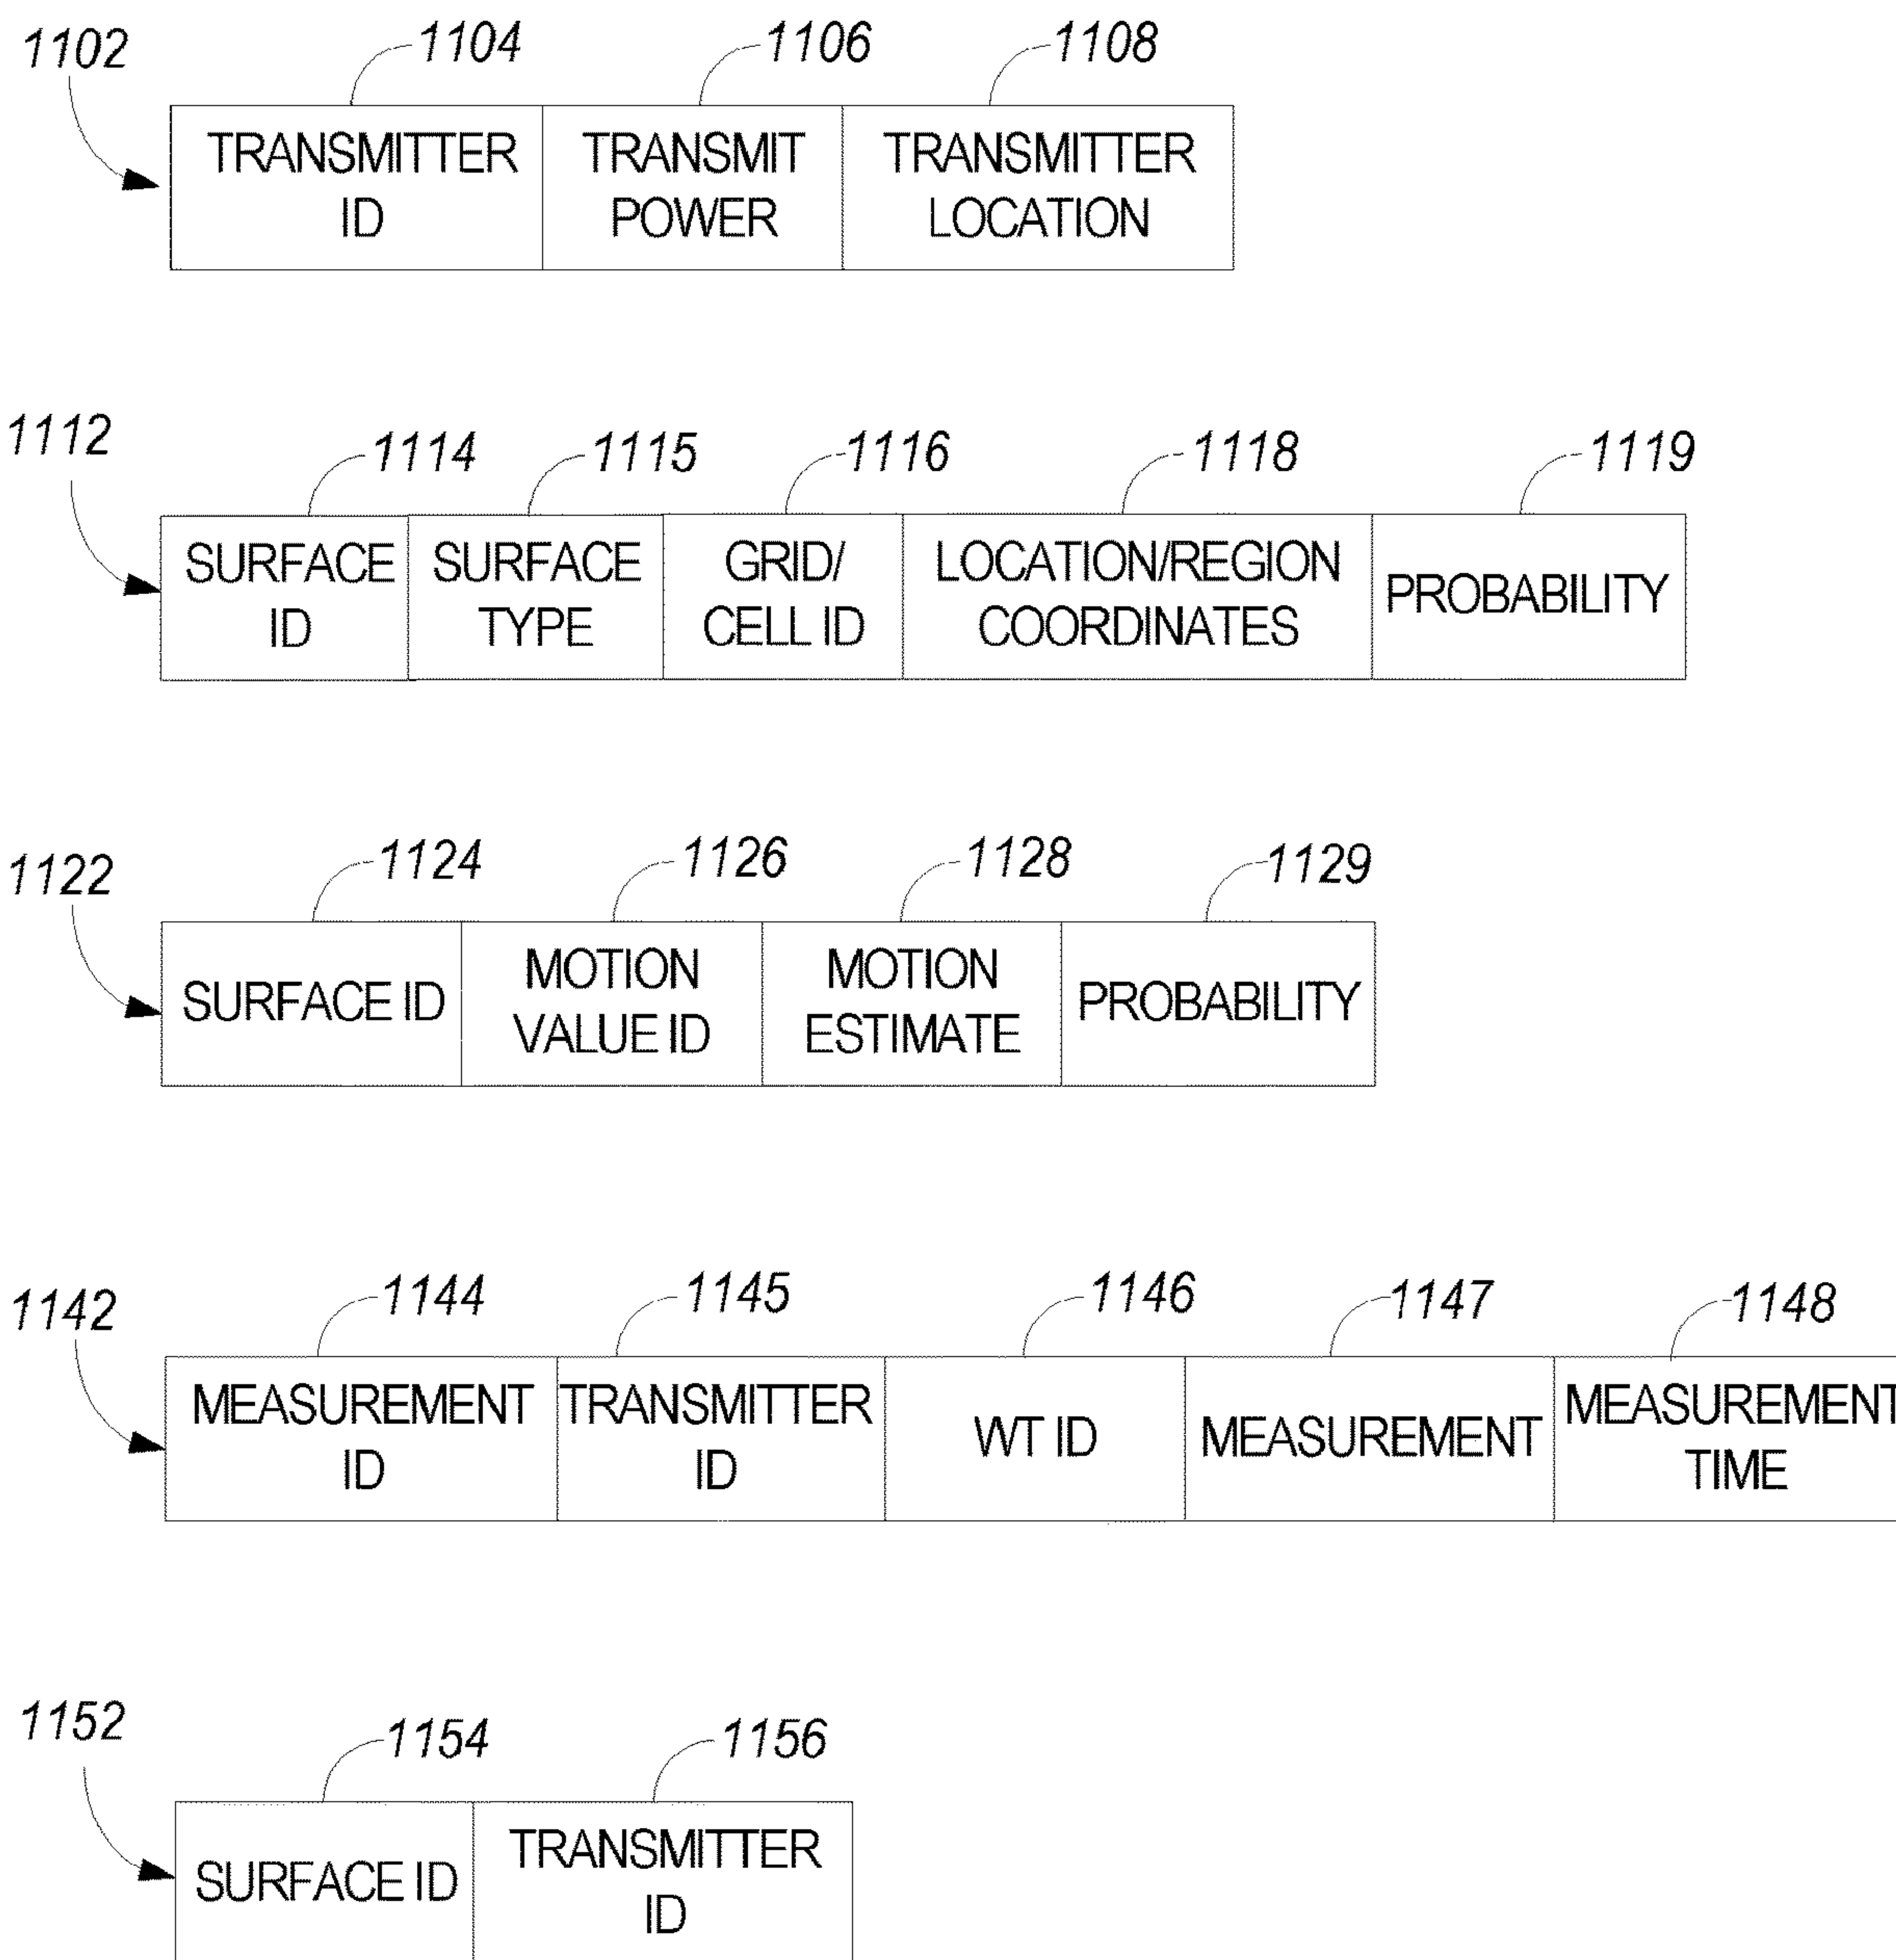 1102
1104
1106
1108
TRANSMITTER
ID
TRANSMIT
POWER
TRANSMITTER
LOCATION
1112
1114
1115
1116
1118
1119
SURFACE
ID
SURFACE
TYPE
GRID/
CELL ID
LOCATION/REGION
COORDINATES
PROBABILITY
1122
1124
1126
1128
1129
SURFACE ID
MOTION
VALUE ID
MOTION
ESTIMATE
PROBABILITY
1142
1144
1145
1146
1147
1148
MEASUREMENT
ID
TRANSMITTER
ID
WT ID
MEASUREMENT
MEASUREMENT
TIME
1152
1154
1156
SURFACE ID
TRANSMITTER
ID